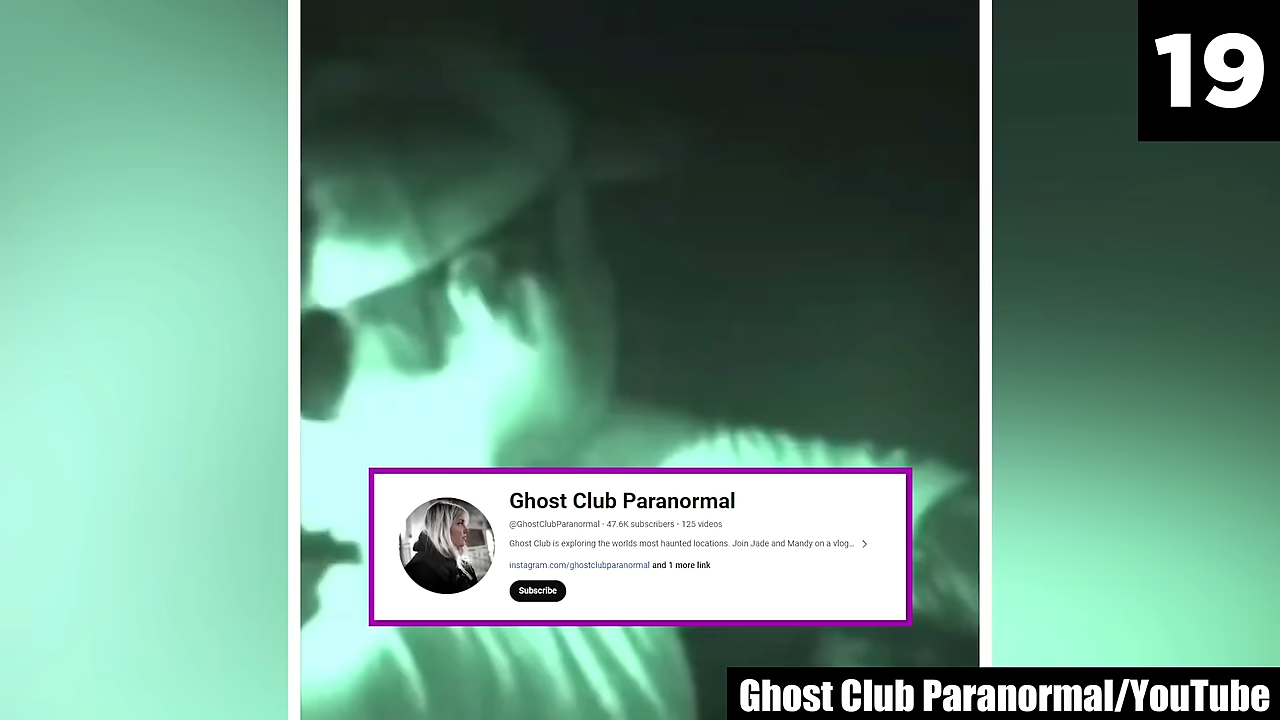 19
Ghost Club Paranormal
@GhostClubParanormal · 47.6K subscribers · 125 videos
Ghost Club is exploring the worlds most haunted locations. Join Jade and Mandy on a vlog...
instagram.com/ghostclubparanormal and 1 more link
Subscribe
Ghost Club Paranormal/YouTube